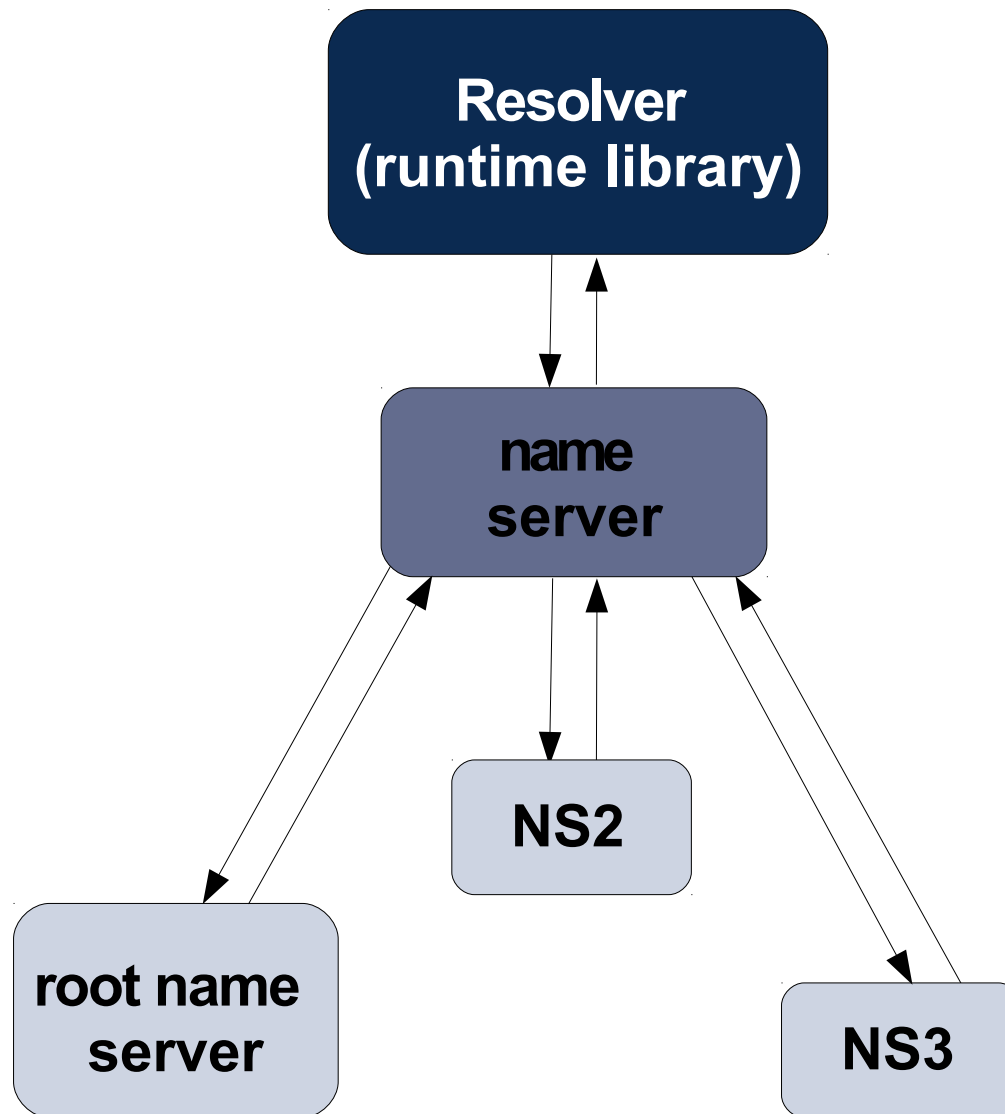 Resolver
(runtime library)
name
server
NS2
root name
server
NS3